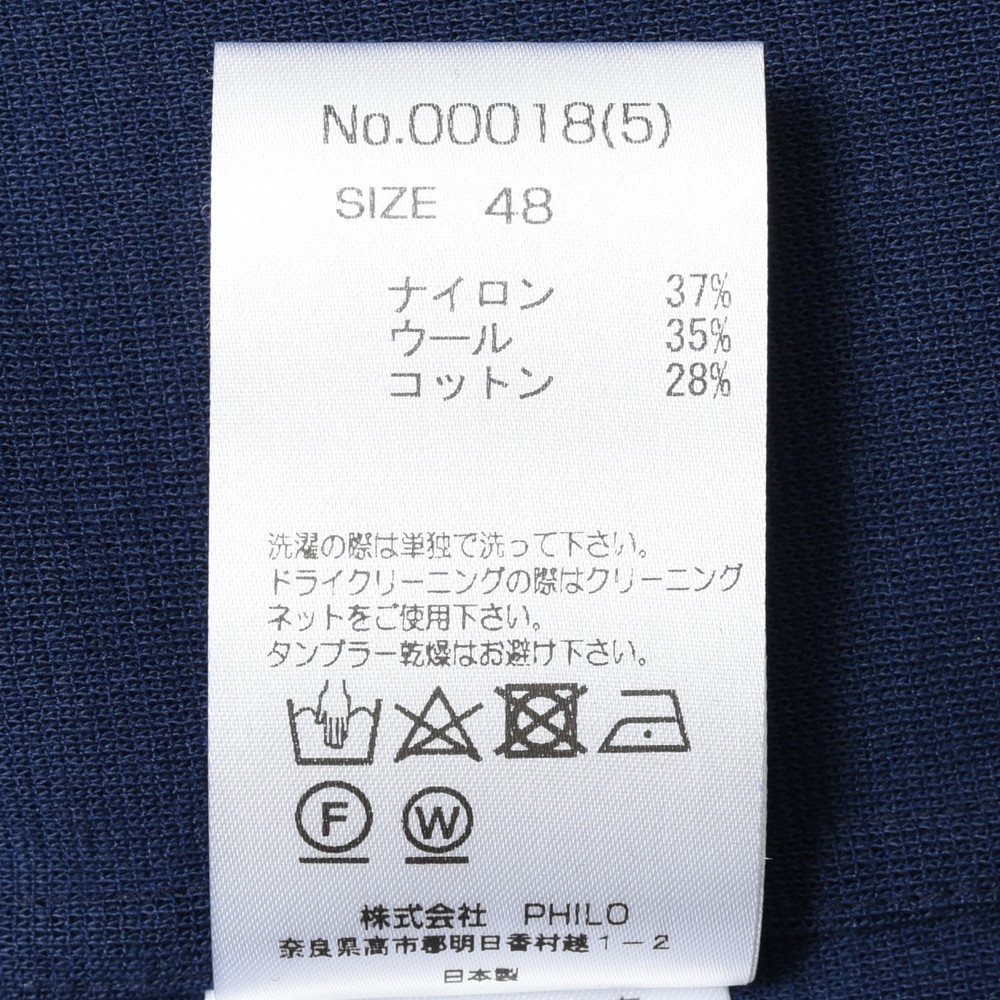 No.00018(5)
SIZE 48
ナイロン 37%
ウール 35%
コットン 28%
洗濯の際は単独で洗って下さい。
ドライクリーニングの際はクリーニング
ネットをご使用下さい。
タンブラー乾燥はお避け下さい。
F W
株式会社 PHILO
奈良県高市郡明日香村越1-2
日本製